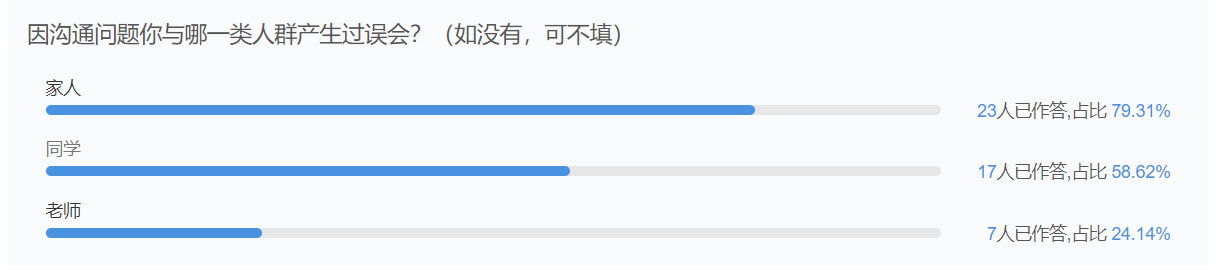 因沟通问题你与哪一类人群产生过误会？（如没有，可不填）
家人
23人已作答,占比 79.31%
同学
17人已作答,占比 58.62%
老师
7人已作答,占比 24.14%